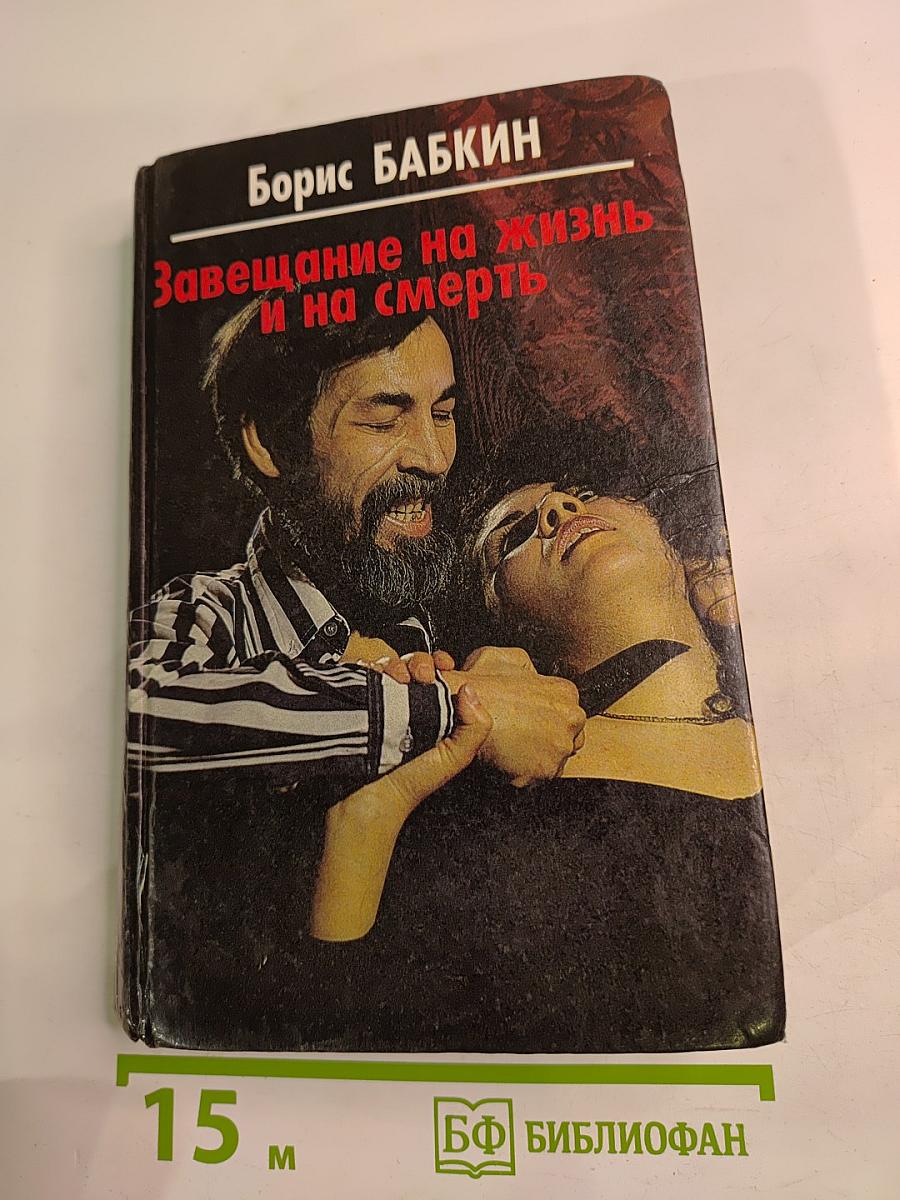 Борис БАБКИН
Завещание на жизнь
и на смерть
15 м
БФ БИБЛИОФАН